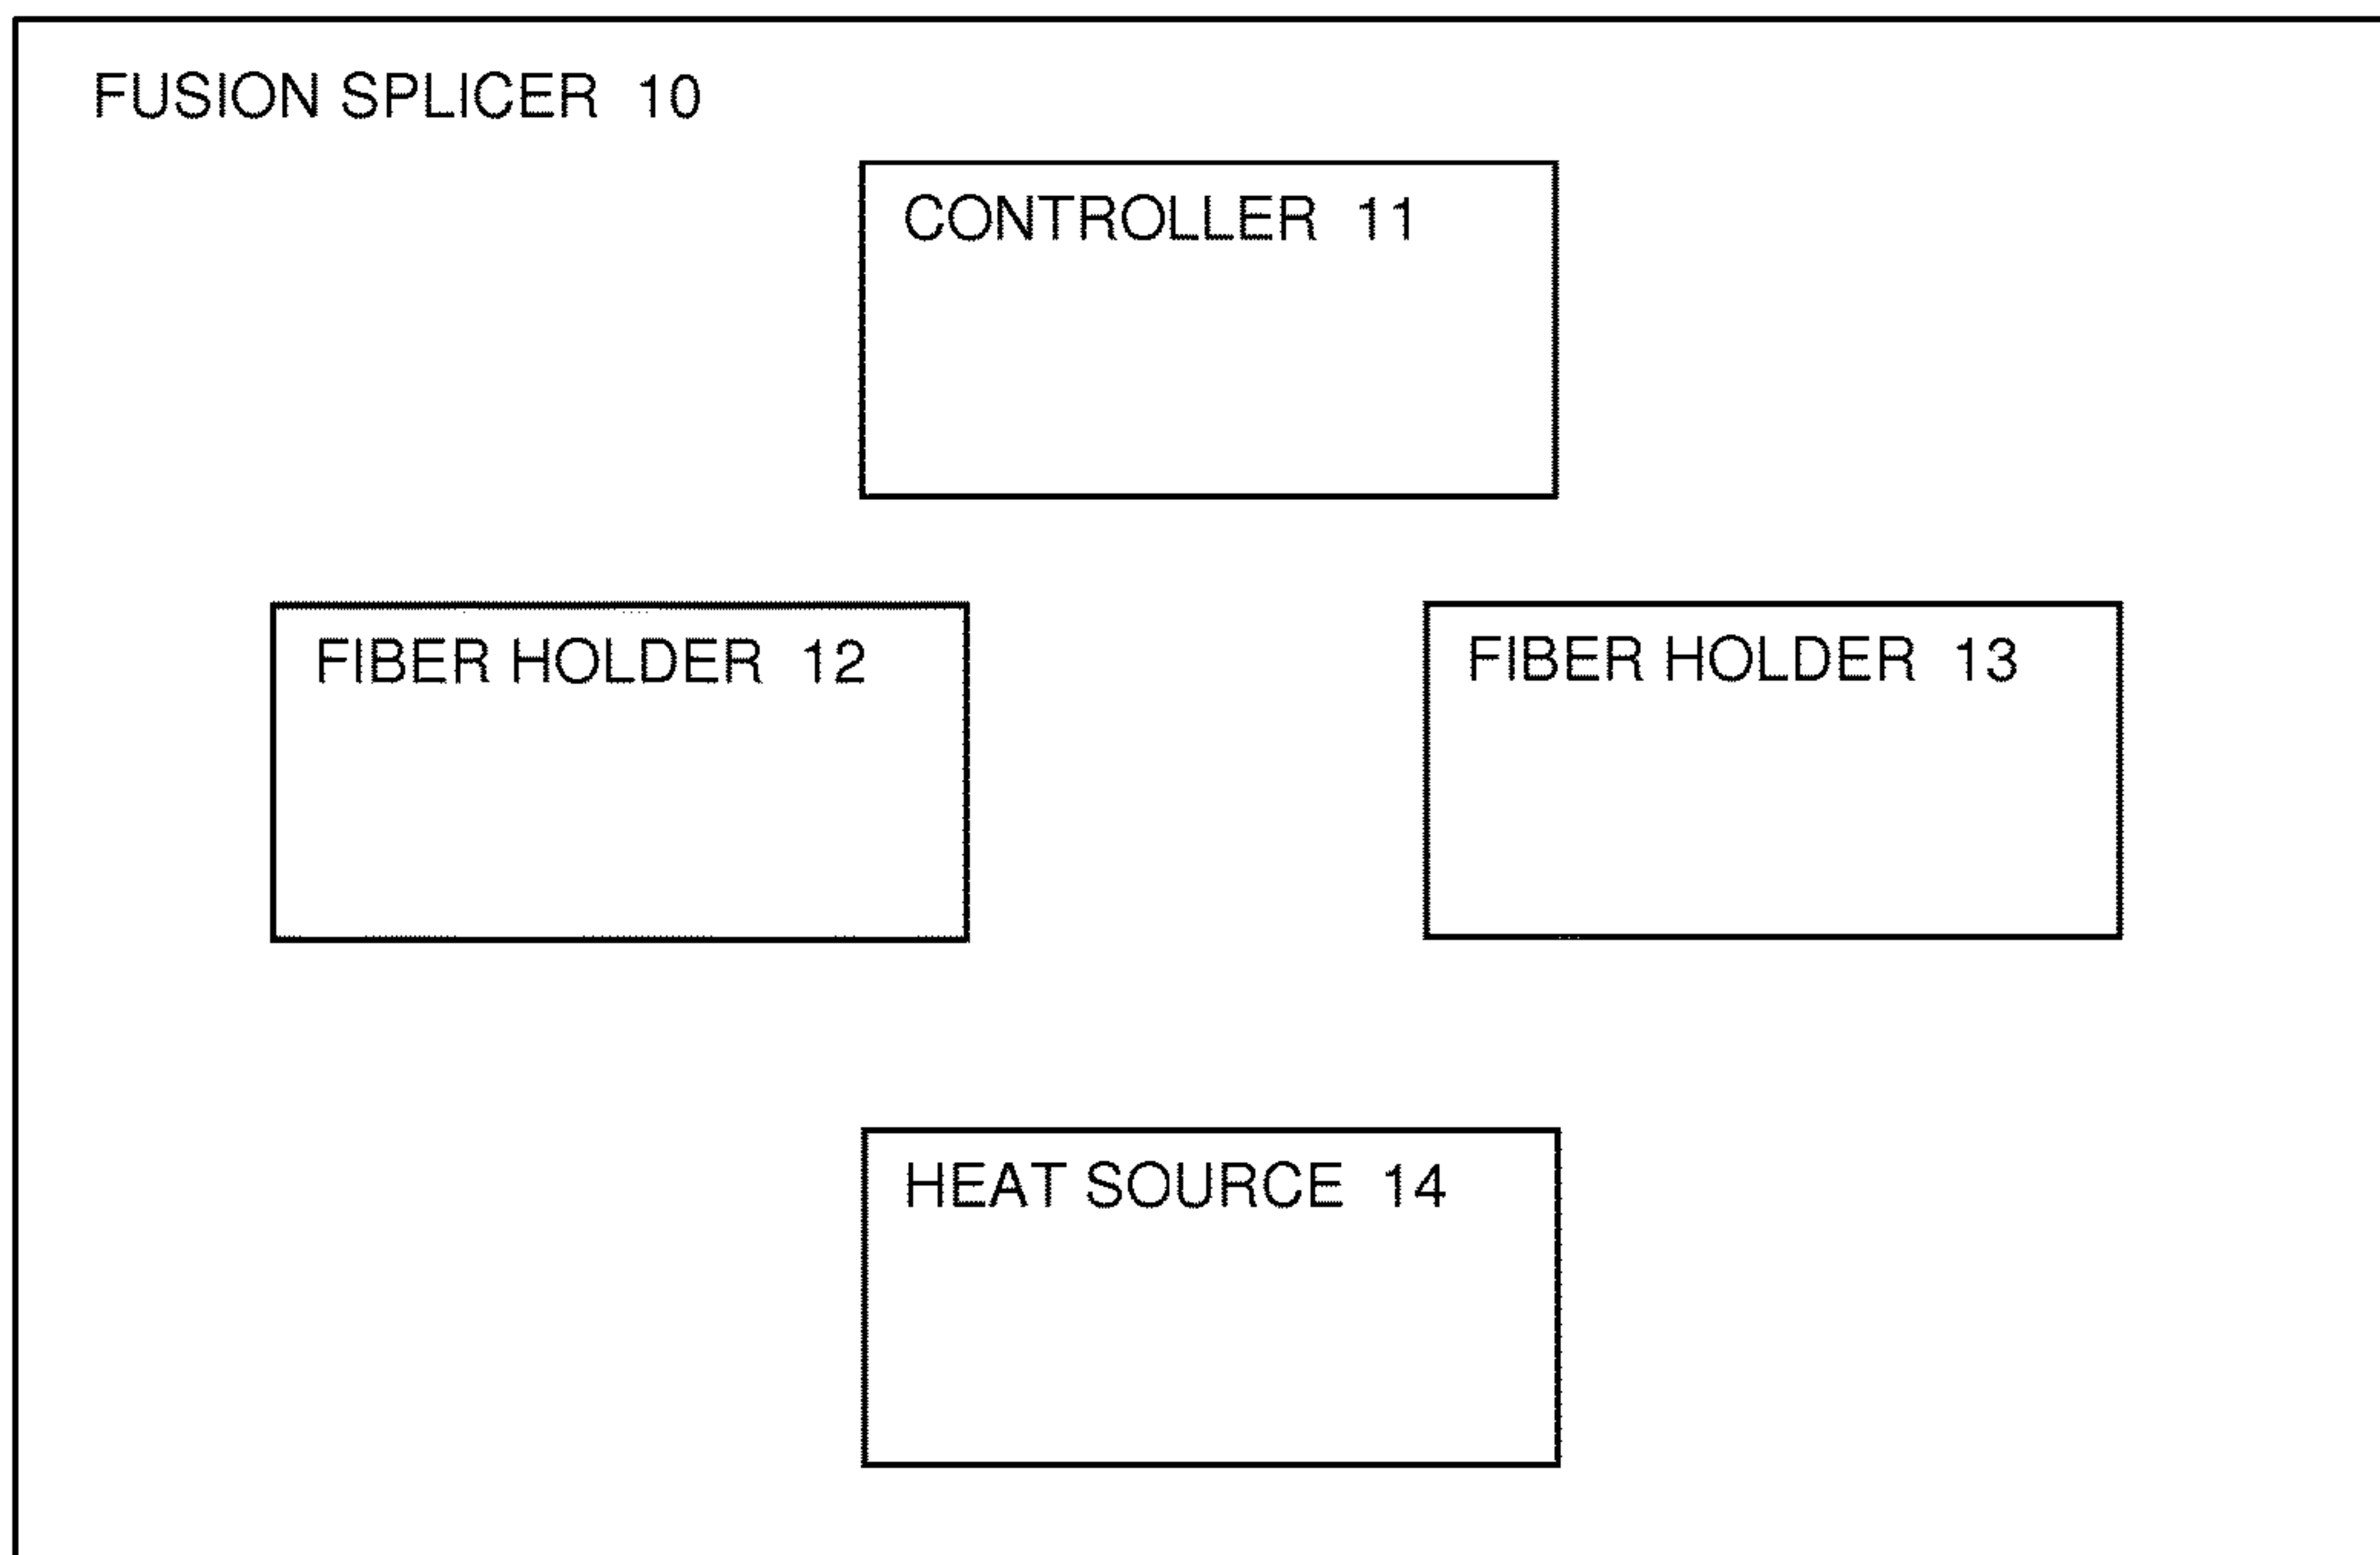 FUSION SPLICER 10
CONTROLLER 11
FIBER HOLDER 12
FIBER HOLDER 13
HEAT SOURCE 14